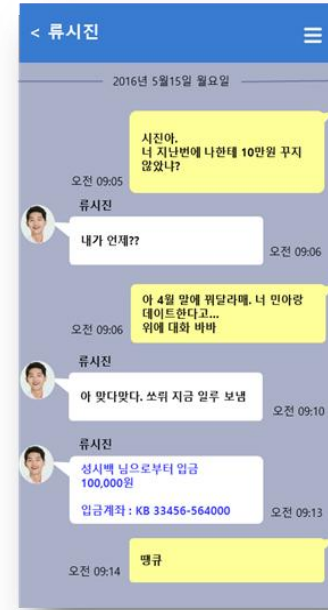 < 류시진
2016년 5월15일 월요일
시진아.
너 지난번에 나한테 10만원 꾸지
않았냐?
오전 09:05
류시진
내가 언제??
오전 09:06
아 4월 말에 꿔달라매. 너 민아랑
데이트한다고...
위에 대화 바바
오전 09:06
류시진
아 맞다맞다. 쏘뤼 지금 일루 보냄
오전 09:10
류시진
성시백 님으로부터 입금
100,000원
입금계좌 : KB 33456-564000
오전 09:13
땡큐
오전 09:14